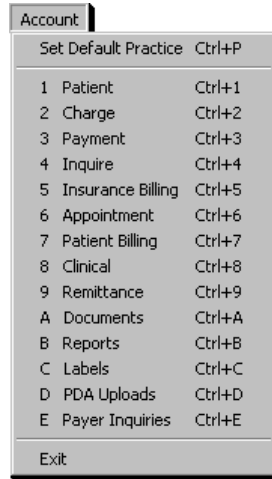 Account
Set Default Practice Ctrl+P
1 Patient Ctrl+1
2 Charge Ctrl+2
3 Payment Ctrl+3
4 Inquire Ctrl+4
5 Insurance Billing Ctrl+5
6 Appointment Ctrl+6
7 Patient Billing Ctrl+7
8 Clinical Ctrl+8
9 Remittance Ctrl+9
A Documents Ctrl+A
B Reports Ctrl+B
C Labels Ctrl+C
D PDA Uploads Ctrl+D
E Payer Inquiries Ctrl+E
Exit